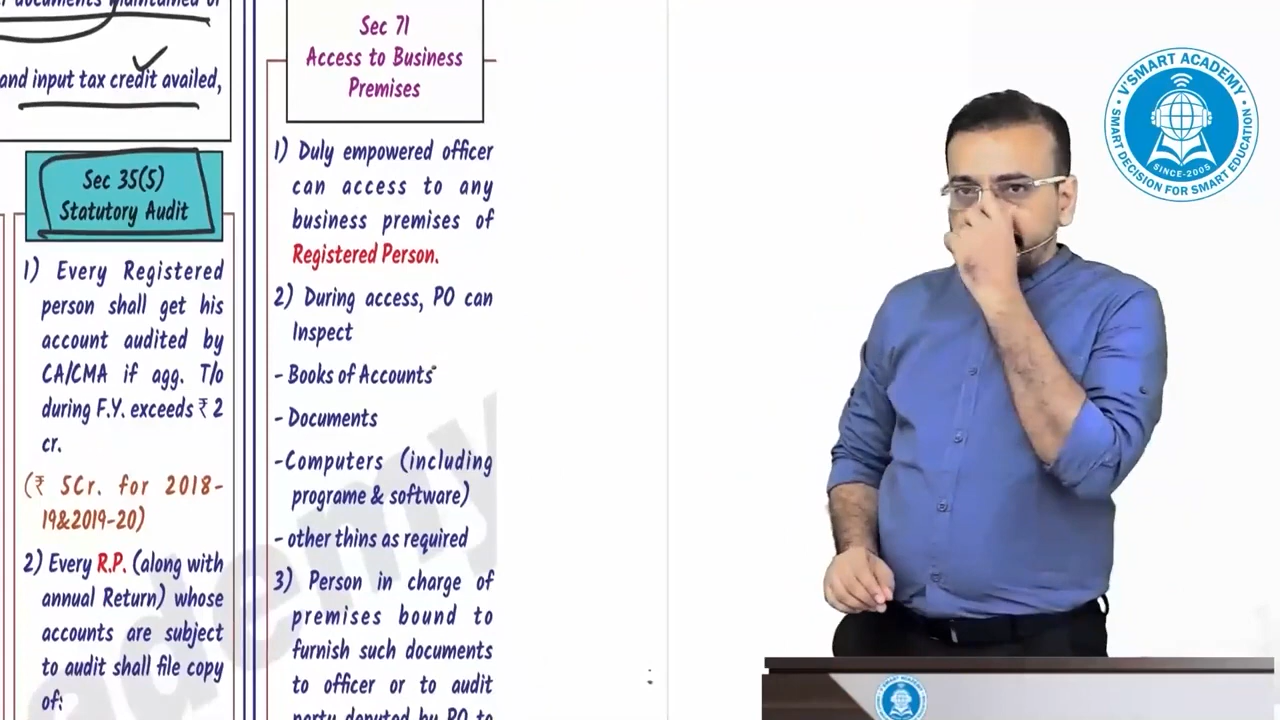 r documents maintained or
and input tax credit availed,
Sec 35(5)
Statutory Audit
1) Every Registered
person shall get his
account audited by
CA/CMA if agg. T/o
during F.Y. exceeds ₹ 2
cr.
(₹ 5Cr. for 2018-
19&2019-20)
2) Every R.P. (along with
annual Return) whose
accounts are subject
to audit shall file copy
of:
Sec 71
Access to Business
Premises
1) Duly empowered officer
can access to any
business premises of
Registered Person.
2) During access, PO can
Inspect
- Books of Accounts
- Documents
-Computers (including
programe & software)
- other thins as required
3) Person in charge of
premises bound to
furnish such documents
to officer or to audit
party deputed by PO to
ademy
V'SMART ACADEMY
SINCE-2005
SMART DECISION FOR SMART EDUCATION